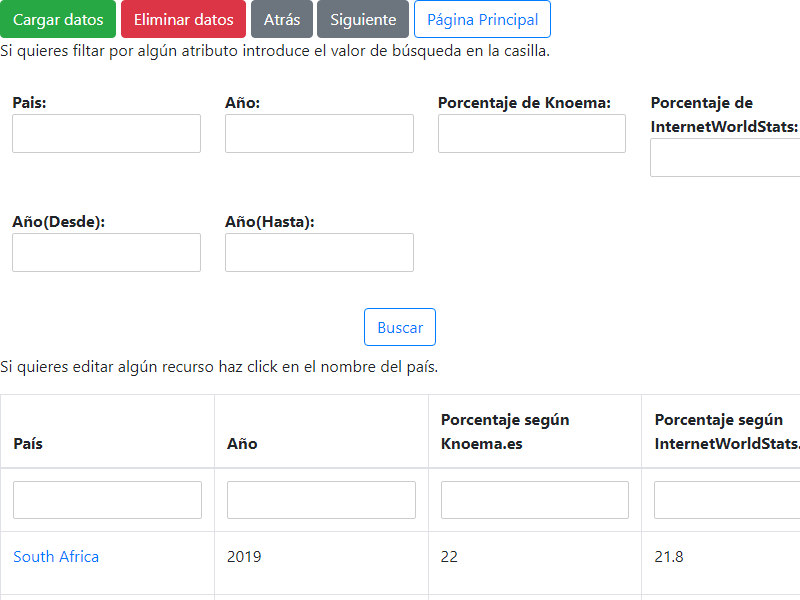 Cargar datos Eliminar datos Atrás Siguiente Página Principal
Si quieres filtar por algún atributo introduce el valor de búsqueda en la casilla.
Pais: Año: Porcentaje de Knoema: Porcentaje de
InternetWorldStats:
Año(Desde): Año(Hasta):
Buscar
Si quieres editar algún recurso haz click en el nombre del país.
País Año Porcentaje según Knoema.es Porcentaje según InternetWorldStats.
South Africa 2019 22 21.8